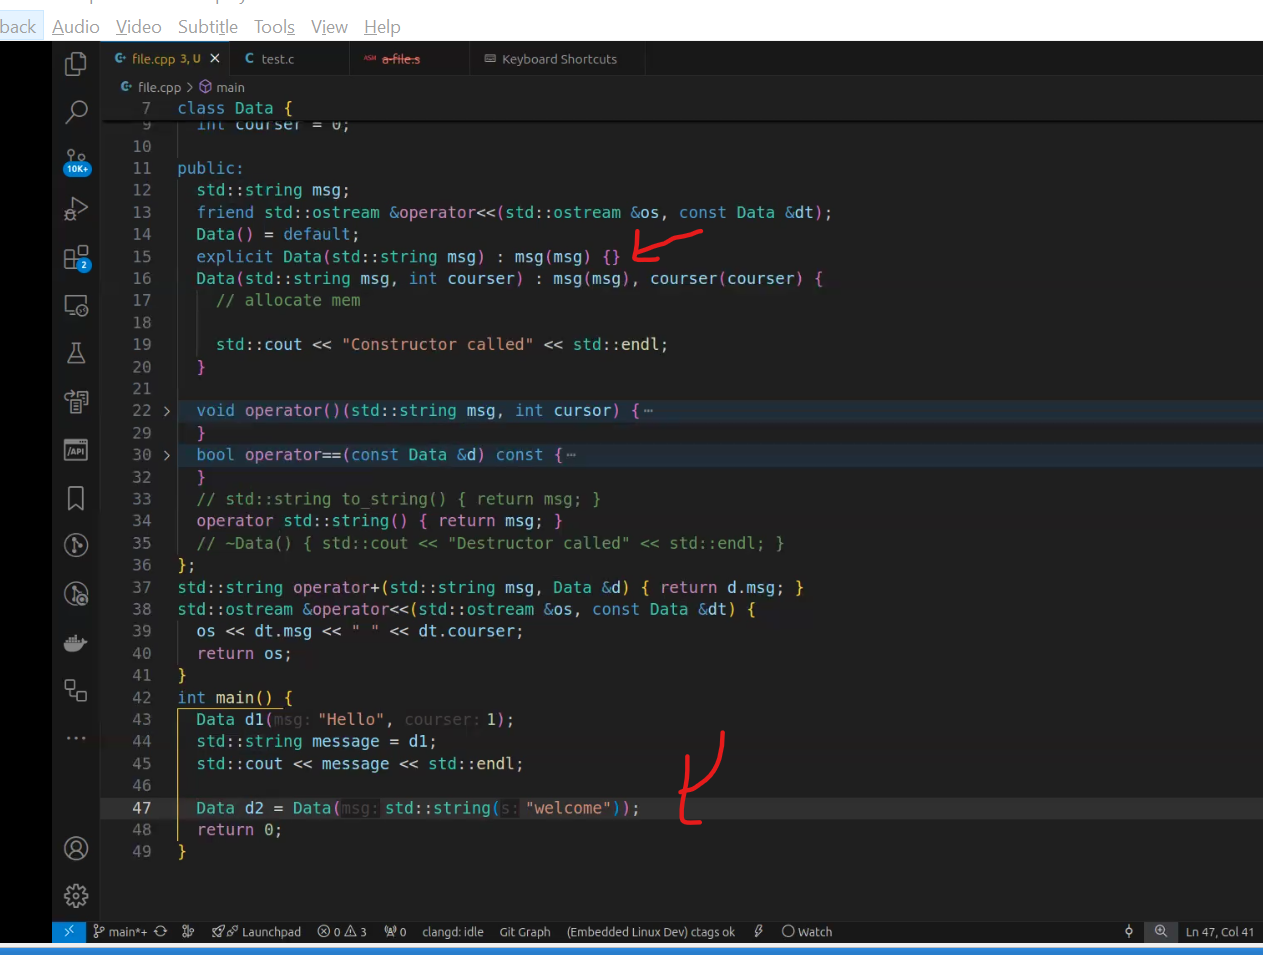 back Audio Video Subtitle Tools View Help
file.cpp 3, U test.c a-file.s Keyboard Shortcuts
file.cpp > main
7 class Data {
9 int courser = 0;
10
11 public:
12 std::string msg;
13 friend std::ostream &operator<<(std::ostream &os, const Data &dt);
14 Data() = default;
15 explicit Data(std::string msg) : msg(msg) {}
16 Data(std::string msg, int courser) : msg(msg), courser(courser) {
17 // allocate mem
18
19 std::cout << "Constructor called" << std::endl;
20 }
21
22 > void operator()(std::string msg, int cursor) {⋯
29 }
30 > bool operator==(const Data &d) const {⋯
32 }
33 // std::string to_string() { return msg; }
34 operator std::string() { return msg; }
35 // ~Data() { std::cout << "Destructor called" << std::endl; }
36 };
37 std::string operator+(std::string msg, Data &d) { return d.msg; }
38 std::ostream &operator<<(std::ostream &os, const Data &dt) {
39 os << dt.msg << " " << dt.courser;
40 return os;
41 }
42 int main() {
43 Data d1(msg: "Hello", courser: 1);
44 std::string message = d1;
45 std::cout << message << std::endl;
46
47 Data d2 = Data(msg: std::string(s: "welcome"));
48 return 0;
49 }
10K+
2
/API
main*+ Launchpad 0 3 0 clangd: idle Git Graph (Embedded Linux Dev) ctags ok Watch Ln 47, Col 41